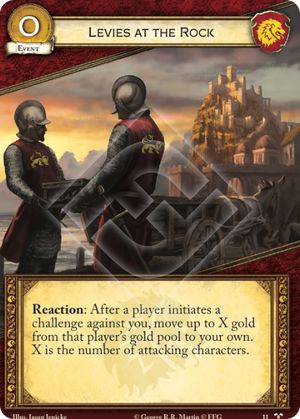 0
EVENT
LEVIES AT THE ROCK
Reaction: After a player initiates a
challenge against you, move up to X gold
from that player's gold pool to your own.
X is the number of attacking characters.
Illus. Jason Jenicke
© George R.R. Martin © FFG
11